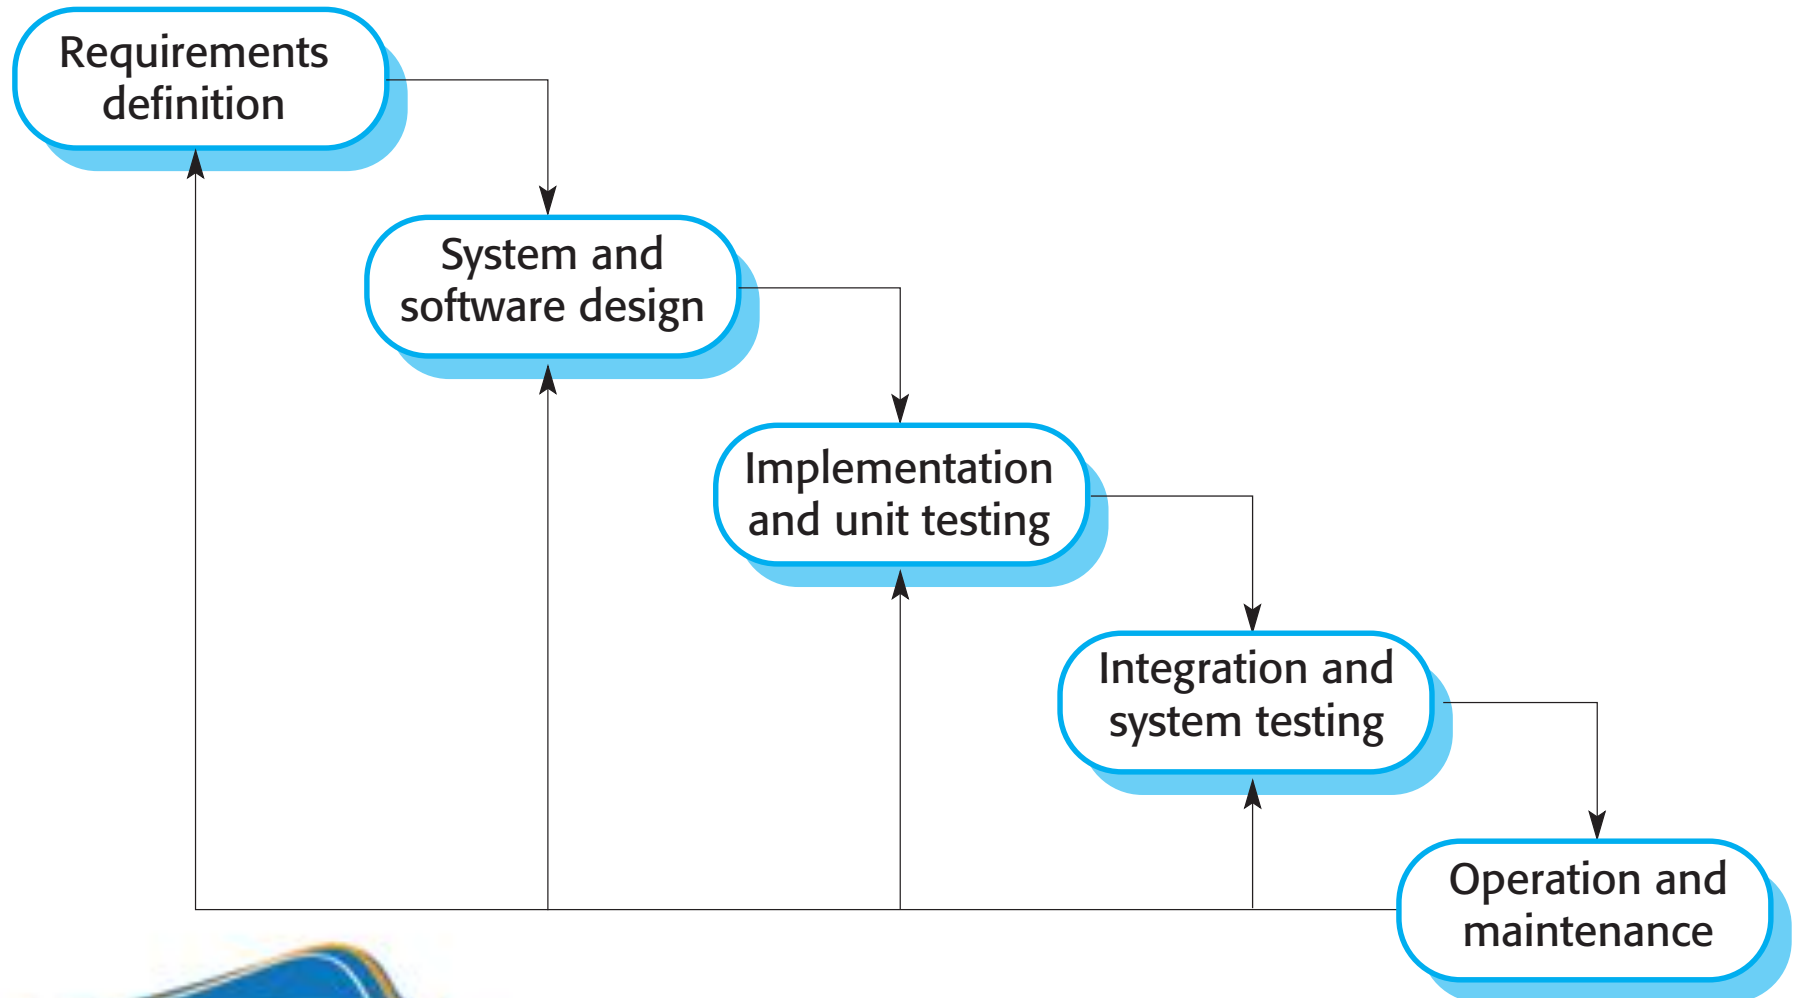 Requirements
definition
System and
software design
Implementation
and unit testing
Integration and
system testing
Operation and
maintenance